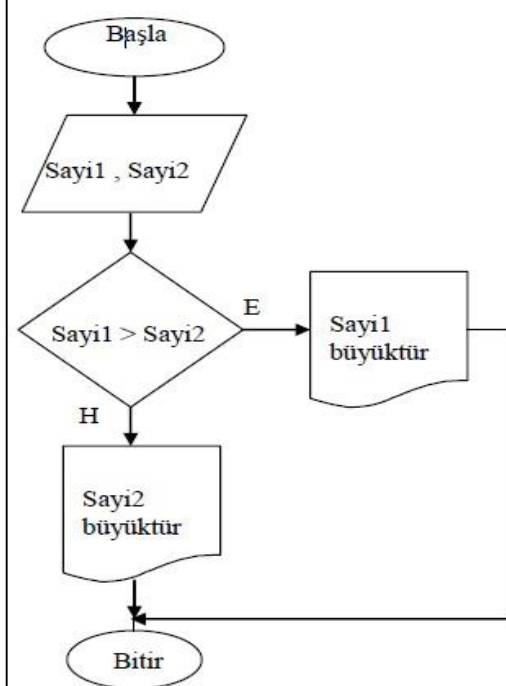 Başla
Sayi1 , Sayi2
Sayi1 > Sayi2
E
Sayi1
büyüktür
H
Sayi2
büyüktür
Bitir